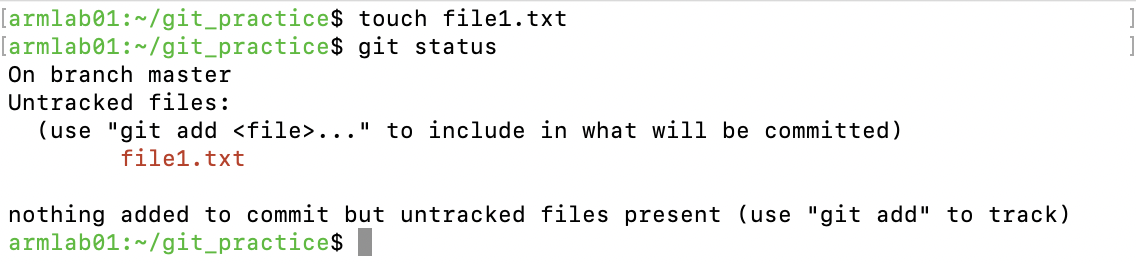 [armlab01:~/git_practice$ touch file1.txt ]
[armlab01:~/git_practice$ git status ]
On branch master
Untracked files:
  (use "git add <file>..." to include in what will be committed)
        file1.txt

nothing added to commit but untracked files present (use "git add" to track)
armlab01:~/git_practice$